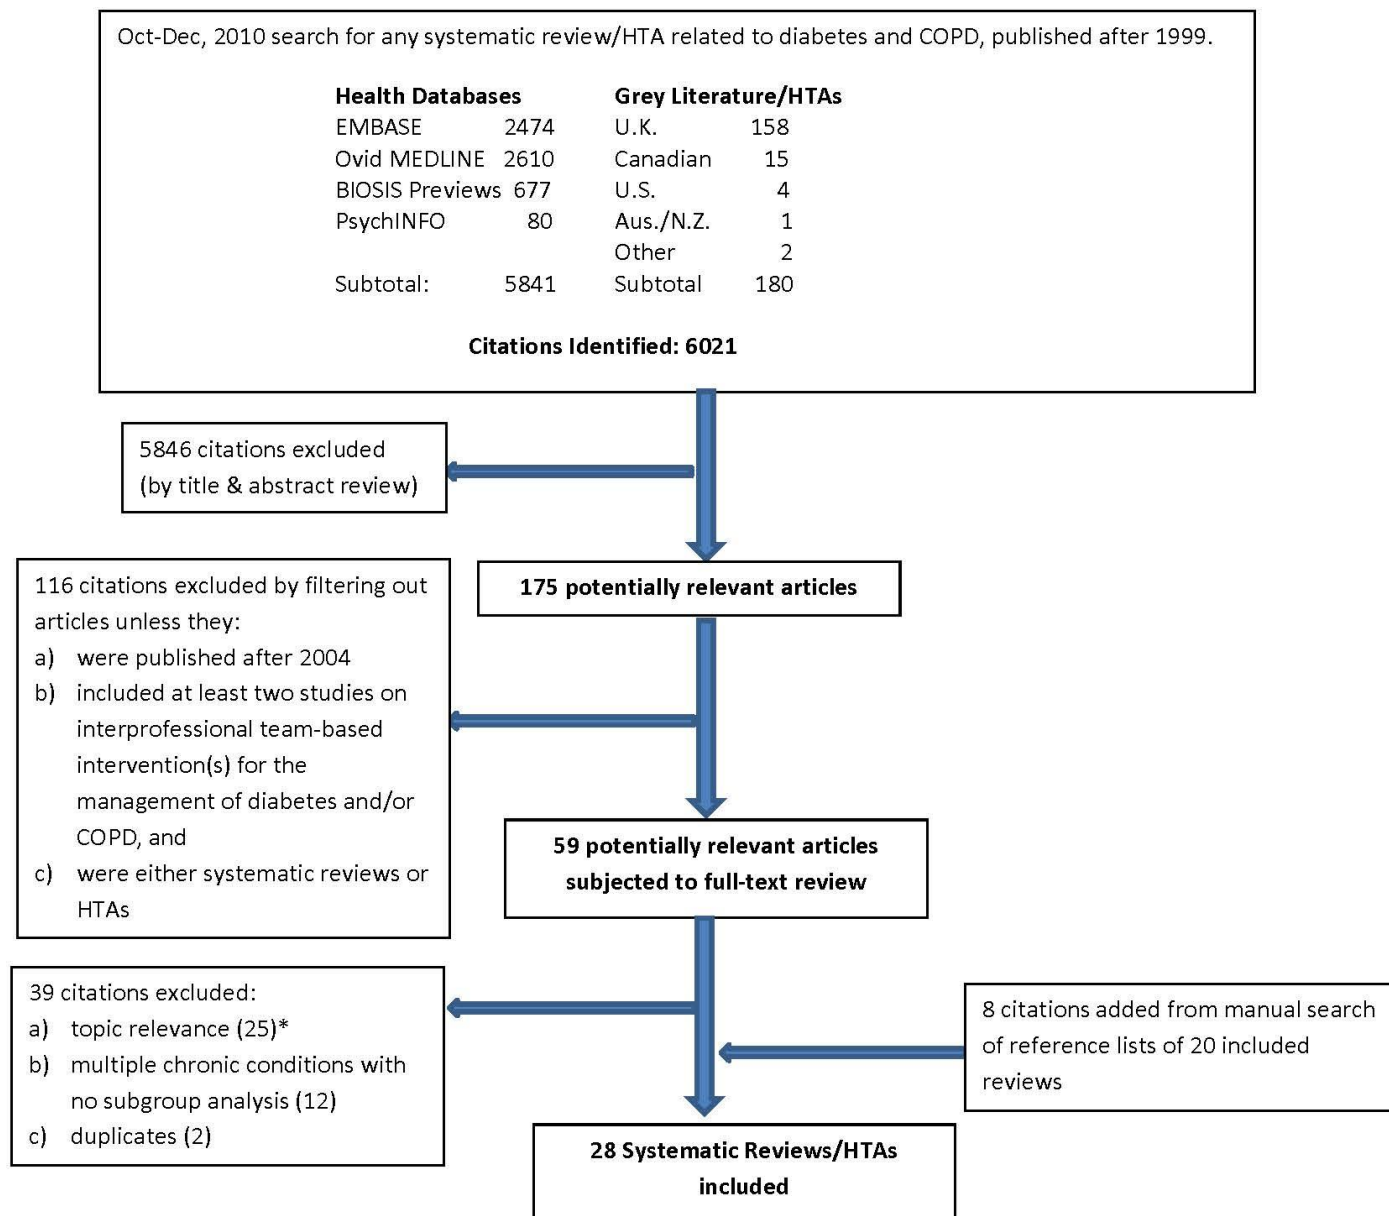 Oct-Dec, 2010 search for any systematic review/HTA related to diabetes and COPD, published after 1999.
Health Databases Grey Literature/HTAs
EMBASE 2474 U.K. 158
Ovid MEDLINE 2610 Canadian 15
BIOSIS Previews 677 U.S. 4
PsychINFO 80 Aus./N.Z. 1
Other 2
Subtotal: 5841 Subtotal 180
Citations Identified: 6021
5846 citations excluded
(by title & abstract review)
175 potentially relevant articles
116 citations excluded by filtering out
articles unless they:
a) were published after 2004
b) included at least two studies on
interprofessional team-based
intervention(s) for the
management of diabetes and/or
COPD, and
c) were either systematic reviews or
HTAs
59 potentially relevant articles
subjected to full-text review
39 citations excluded:
a) topic relevance (25)*
b) multiple chronic conditions with
no subgroup analysis (12)
c) duplicates (2)
8 citations added from manual search
of reference lists of 20 included
reviews
28 Systematic Reviews/HTAs
included